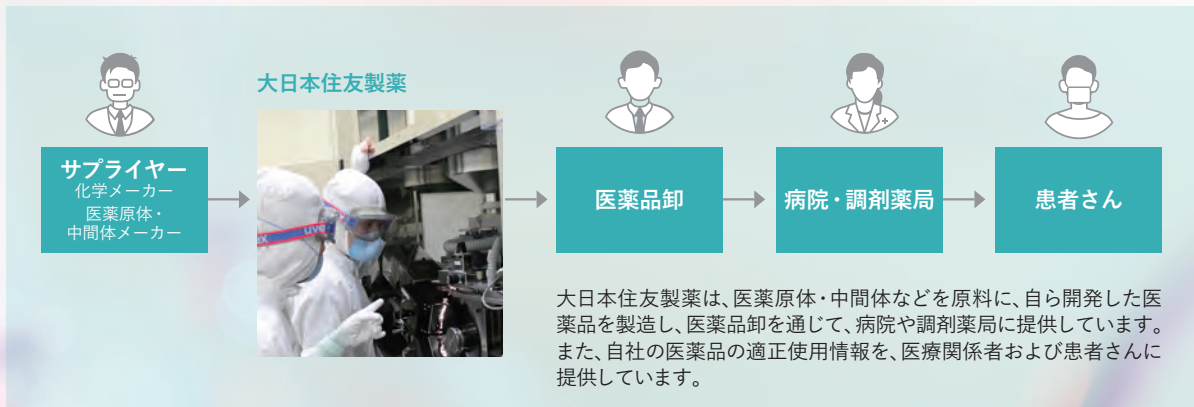 大日本住友製薬
サプライヤー
化学メーカー
医薬原体・
中間体メーカー
uvex
医薬品卸
病院・調剤薬局
患者さん
大日本住友製薬は、医薬原体・中間体などを原料に、自ら開発した医
薬品を製造し、医薬品卸を通じて、病院や調剤薬局に提供しています。
また、自社の医薬品の適正使用情報を、医療関係者および患者さんに
提供しています。